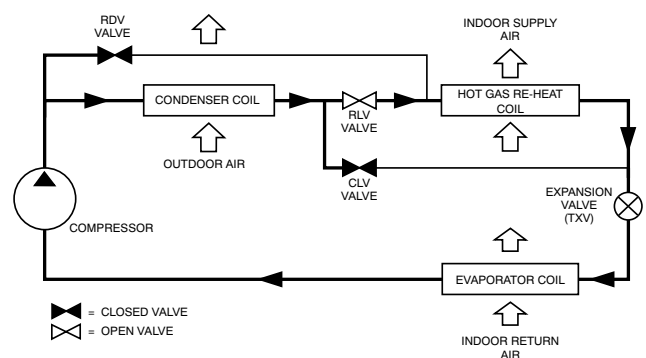 RDV
VALVE
INDOOR SUPPLY
AIR
CONDENSER COIL
RLV
VALVE
HOT GAS RE-HEAT
COIL
OUTDOOR AIR
CLV
VALVE
EXPANSION
VALVE
(TXV)
COMPRESSOR
EVAPORATOR COIL
= CLOSED VALVE
= OPEN VALVE
INDOOR RETURN
AIR